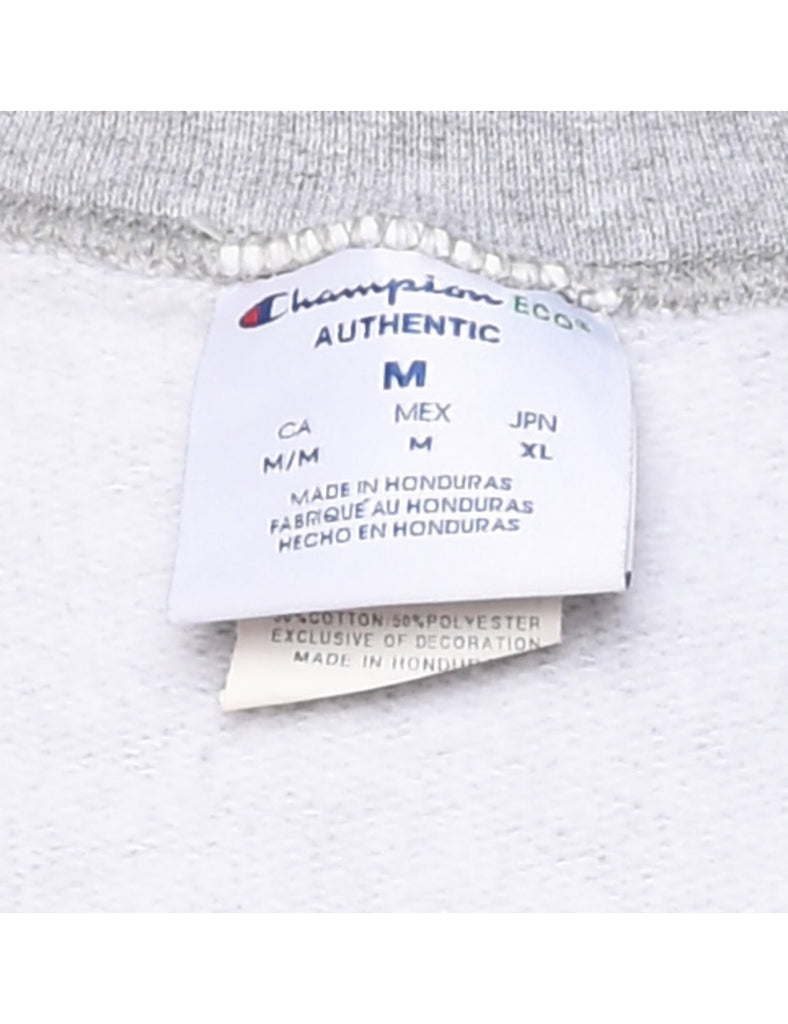 Champion ECO®
AUTHENTIC
M
CA MEX JPN
M/M M XL
MADE IN HONDURAS
FABRIQUÉ AU HONDURAS
HECHO EN HONDURAS
COTTON/50%POLYESTER
EXCLUSIVE OF DECORATION
MADE IN